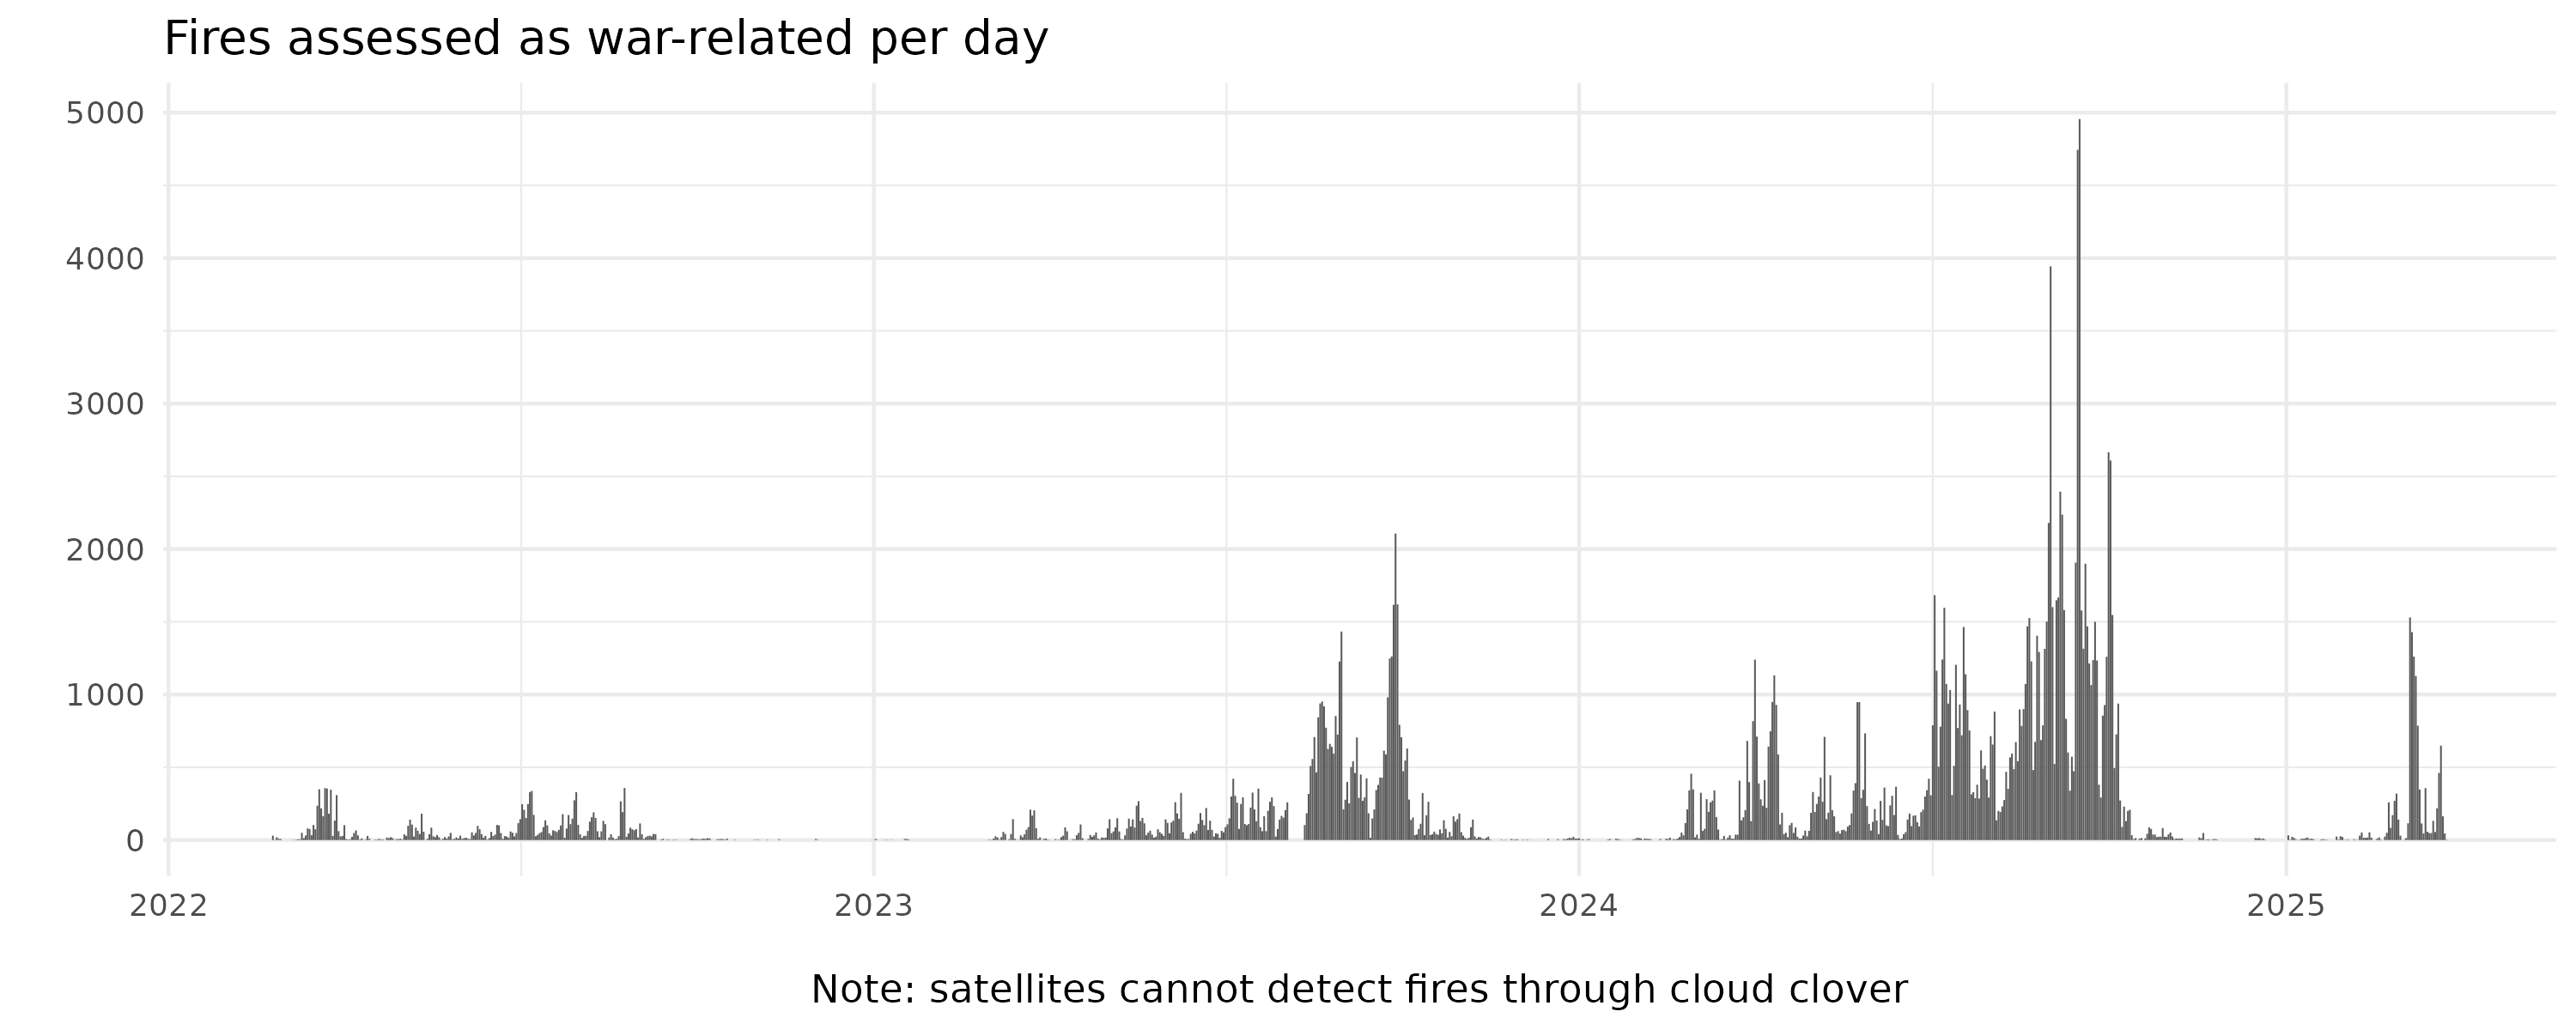 Fires assessed as war-related per day
5000
4000
3000
2000
1000
0
2022 2023 2024 2025
Note: satellites cannot detect fires through cloud clover